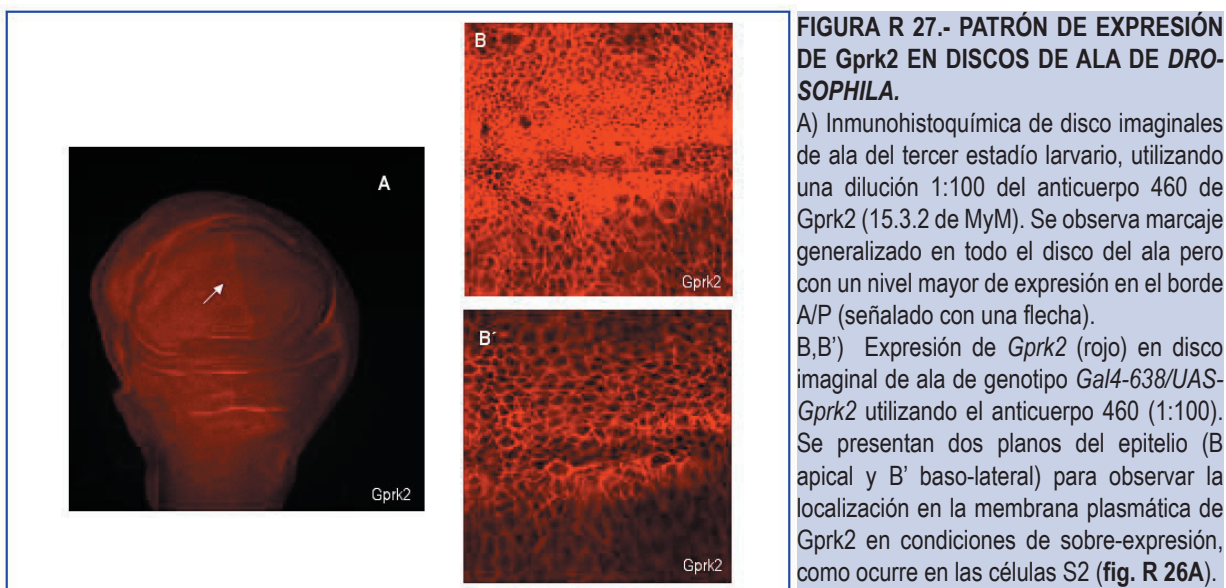 A
Gprk2
B
Gprk2
B´
Gprk2
FIGURA R 27.- PATRÓN DE EXPRESIÓN
DE Gprk2 EN DISCOS DE ALA DE DRO-
SOPHILA.
A) Inmunohistoquímica de disco imaginales
de ala del tercer estadío larvario, utilizando
una dilución 1:100 del anticuerpo 460 de
Gprk2 (15.3.2 de MyM). Se observa marcaje
generalizado en todo el disco del ala pero
con un nivel mayor de expresión en el borde
A/P (señalado con una flecha).
B,B’) Expresión de Gprk2 (rojo) en disco
imaginal de ala de genotipo Gal4-638/UAS-
Gprk2 utilizando el anticuerpo 460 (1:100).
Se presentan dos planos del epitelio (B
apical y B’ baso-lateral) para observar la
localización en la membrana plasmática de
Gprk2 en condiciones de sobre-expresión,
como ocurre en las células S2 (fig. R 26A).